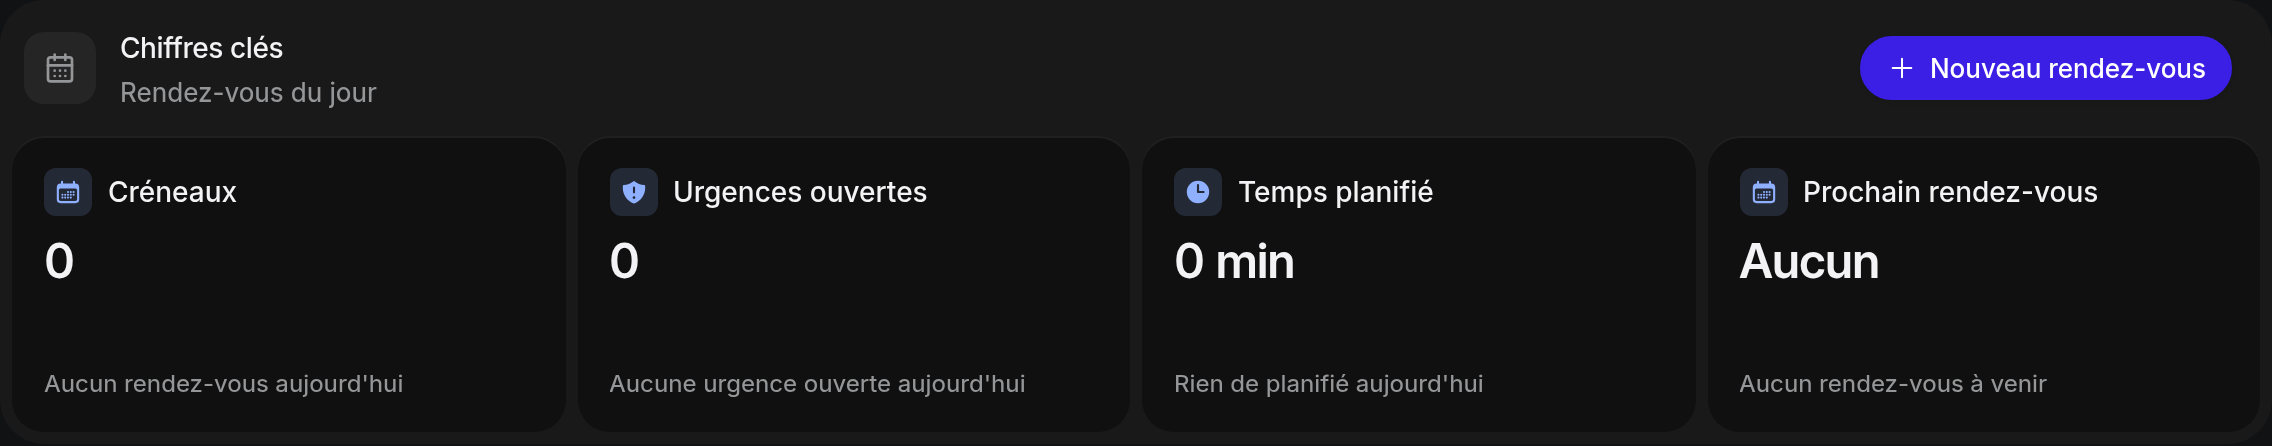 Chiffres clés
Rendez-vous du jour
Nouveau rendez-vous
Créneaux
0
Aucun rendez-vous aujourd'hui
Urgences ouvertes
0
Aucune urgence ouverte aujourd'hui
Temps planifié
0 min
Rien de planifié aujourd'hui
Prochain rendez-vous
Aucun
Aucun rendez-vous à venir